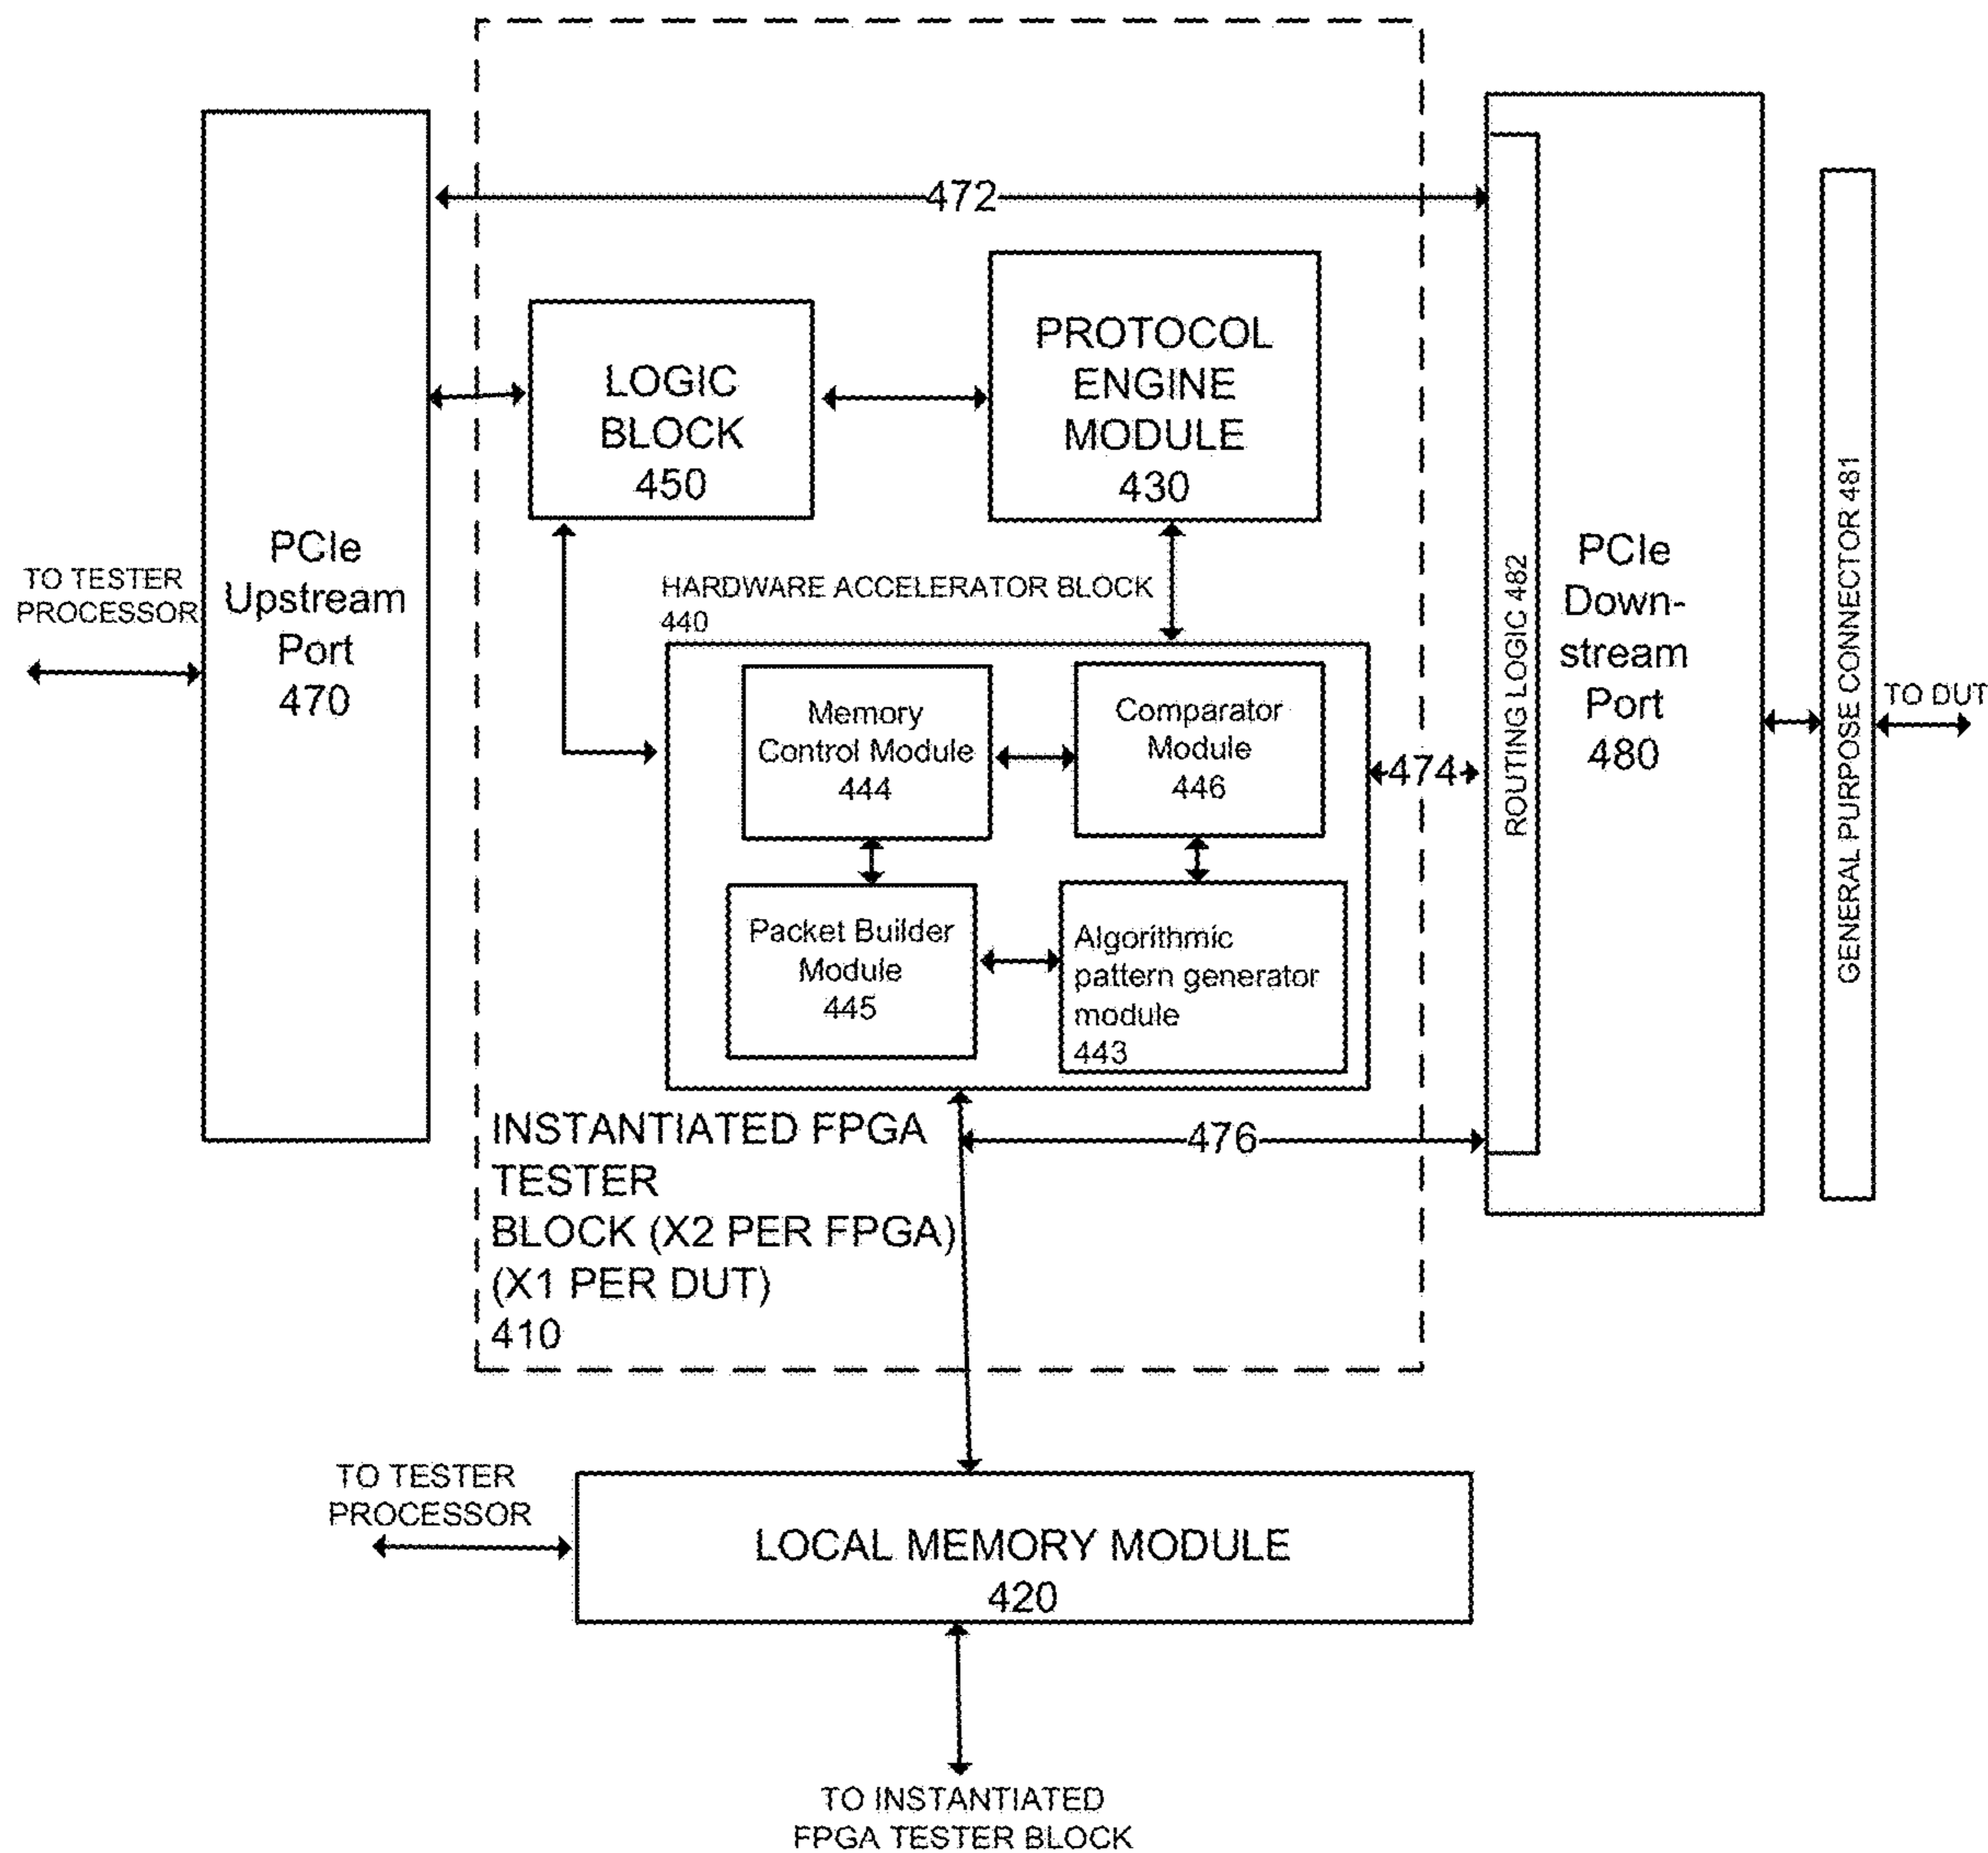 472
PROTOCOL
ENGINE
MODULE
430
LOGIC
BLOCK
450
PCIe
Upstream
Port
470
TO TESTER
PROCESSOR
HARDWARE ACCELERATOR BLOCK
440
Memory
Control Module
444
Comparator
Module
446
Packet Builder
Module
445
Algorithmic
pattern generator
module
443
474
ROUTING LOGIC 482
PCIe
Down-
stream
Port
480
GENERAL PURPOSE CONNECTOR 481
TO DUT
476
INSTANTIATED FPGA
TESTER
BLOCK (X2 PER FPGA)
(X1 PER DUT)
410
TO TESTER
PROCESSOR
LOCAL MEMORY MODULE
420
TO INSTANTIATED
FPGA TESTER BLOCK